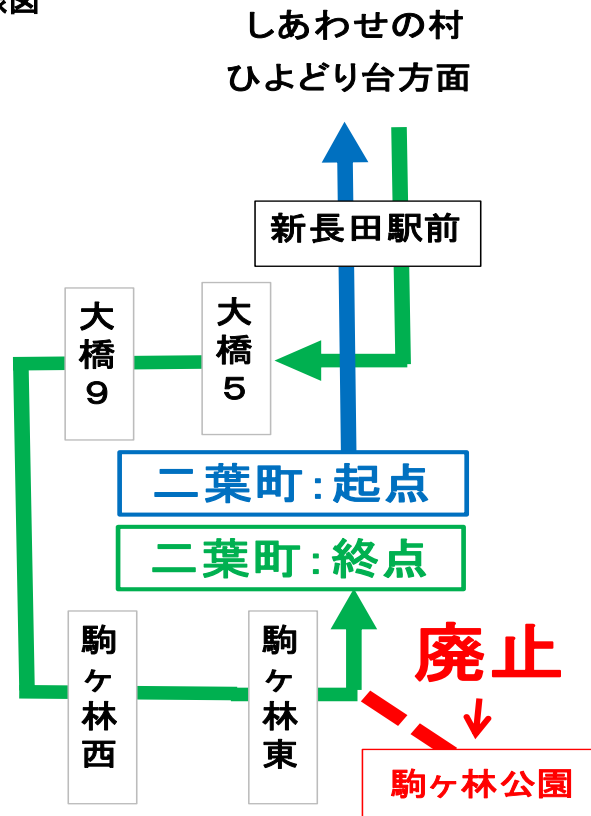 しあわせの村
ひよどり台方面
新長田駅前
大橋5
大橋9
二葉町:起点
二葉町:終点
駒ヶ林西
駒ヶ林東
廃止
駒ヶ林公園